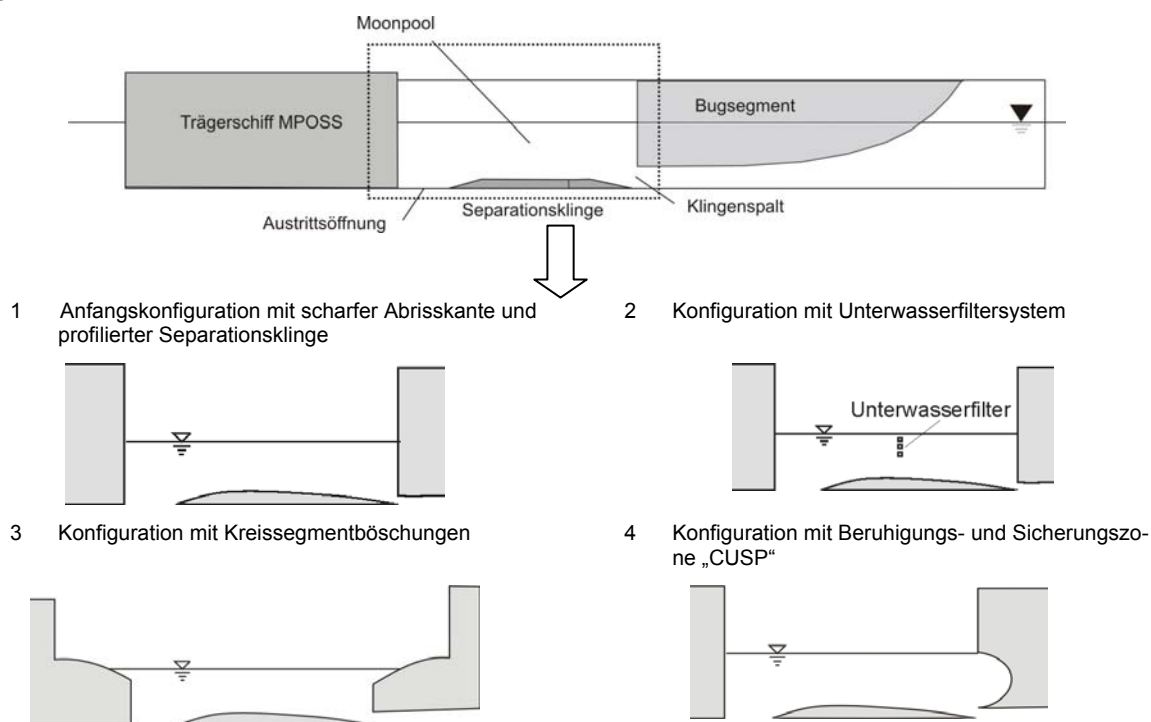 Moonpool
Trägerschiff MPOSS
Bugsegment
Austrittsöffnung
Separationsklinge
Klingenspalt
1 Anfangskonfiguration mit scharfer Abrisskante und
profilierter Separationsklinge
2 Konfiguration mit Unterwasserfiltersystem
Unterwasserfilter
3 Konfiguration mit Kreissegmentböschungen
4 Konfiguration mit Beruhigungs- und Sicherungszo-
ne „CUSP“